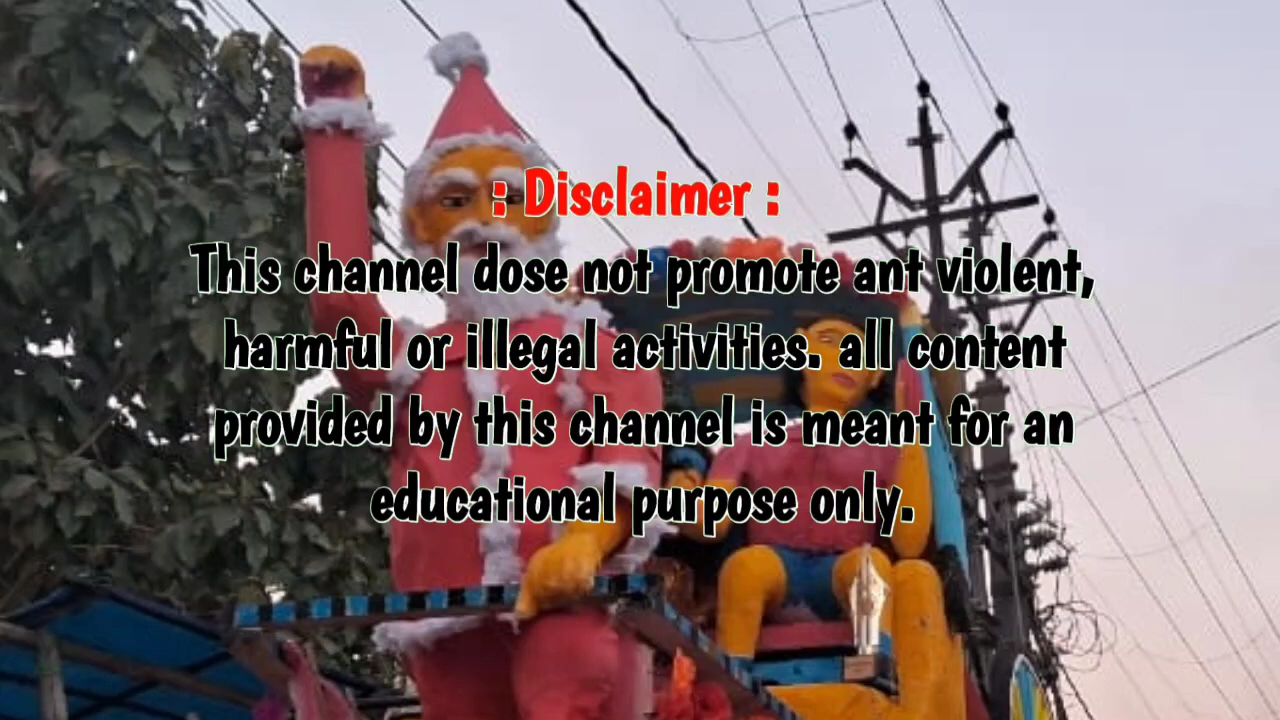 : Disclaimer :
This channel dose not promote ant violent,
harmful or illegal activities. all content
provided by this channel is meant for an
educational purpose only.